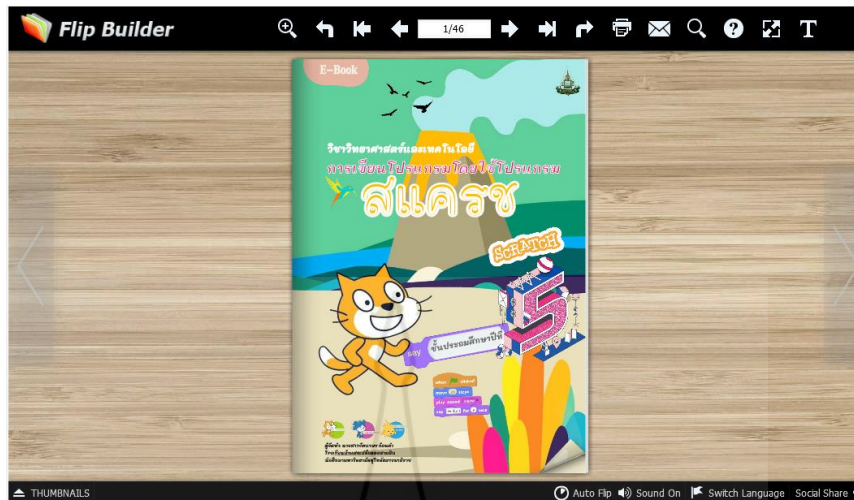 Flip Builder
1/46
T
E-Book
วิชาวิทยาศาสตร์และเทคโนโลยี
การเขียนโปรแกรมโดยใช้โปรแกรม
สแครช
SCRATCH
5
say ชั้นประถมศึกษาปีที่
THUMBNAILS
Auto Flip Sound On Switch Language Social Share